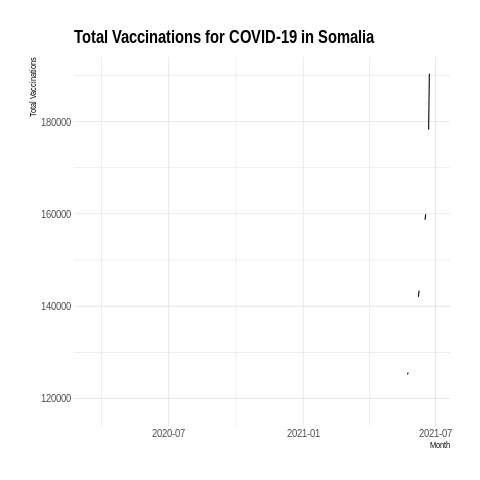 Total Vaccinations for COVID-19 in Somalia
Total Vaccinations
180000
160000
140000
120000
2020-07
2021-01
2021-07
Month